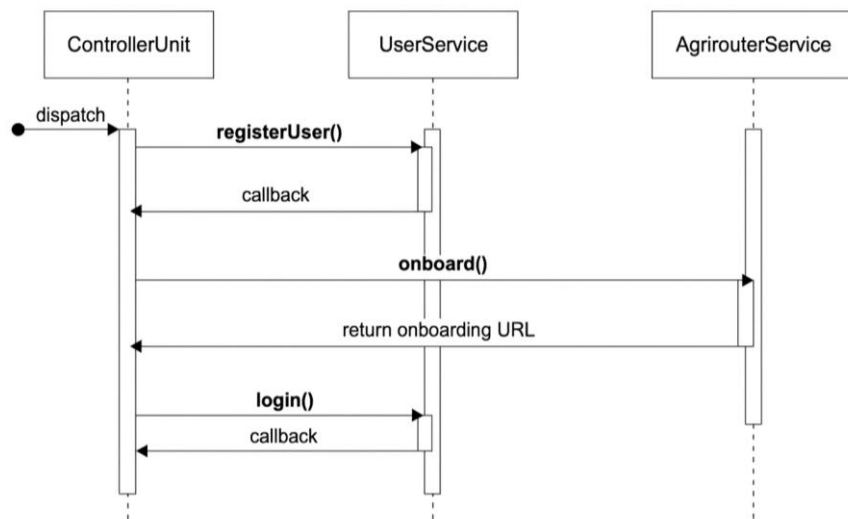 ControllerUnit
UserService
AgrirouterService
dispatch
registerUser()
callback
onboard()
return onboarding URL
login()
callback